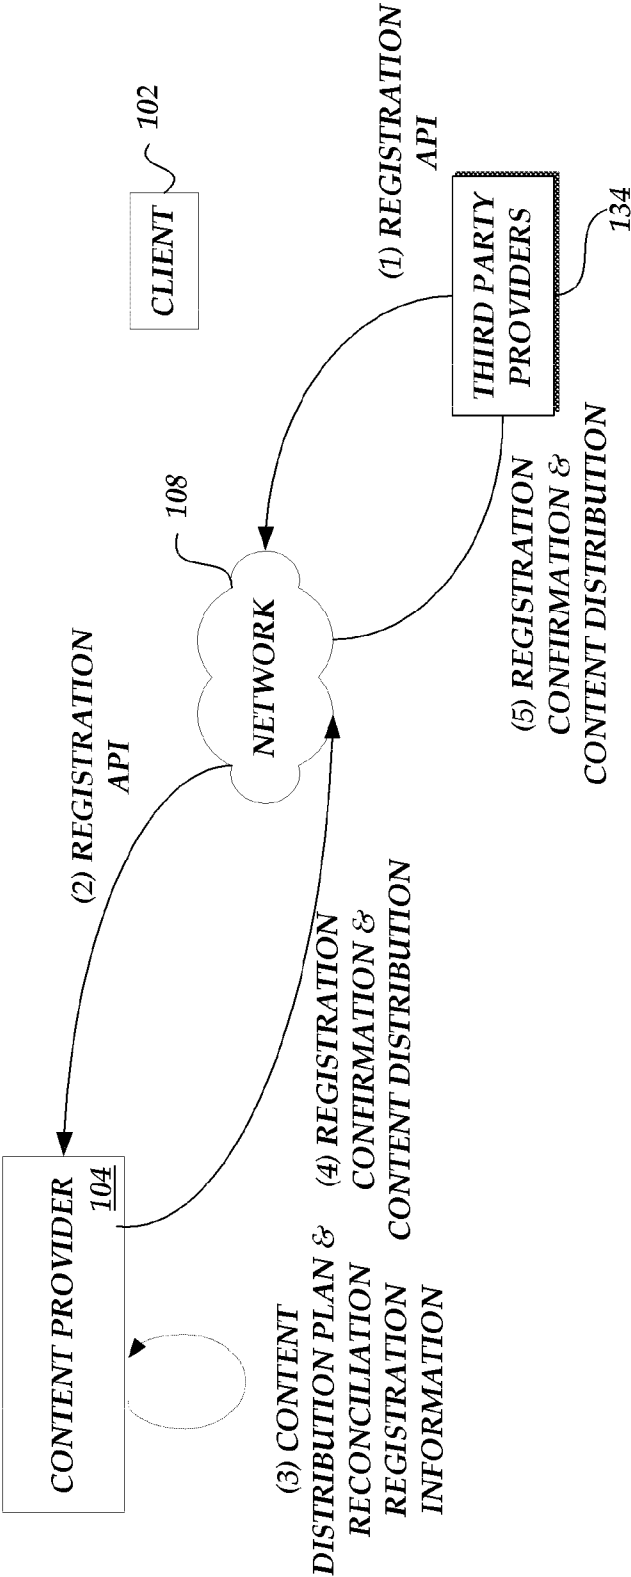 CONTENT PROVIDER
104
(2) REGISTRATION
API
108
NETWORK
CLIENT
102
(1) REGISTRATION
API
THIRD PARTY
PROVIDERS
134
(3) CONTENT
DISTRIBUTION PLAN &
RECONCILIATION
REGISTRATION
INFORMATION
(4) REGISTRATION
CONFIRMATION &
CONTENT DISTRIBUTION
(5) REGISTRATION
CONFIRMATION &
CONTENT DISTRIBUTION